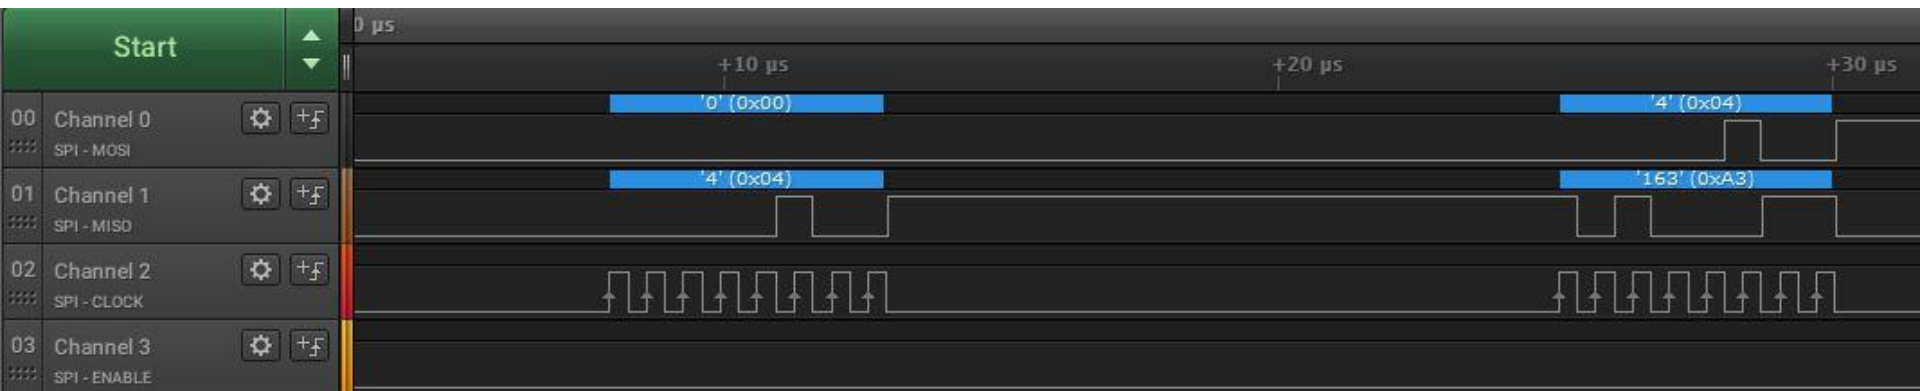 Start
0 µs
+10 µs
+20 µs
+30 µs
00
Channel 0
SPI - MOSI
'0' (0x00)
'4' (0x04)
01
Channel 1
SPI - MISO
'4' (0x04)
'163' (0xA3)
02
Channel 2
SPI - CLOCK
03
Channel 3
SPI - ENABLE